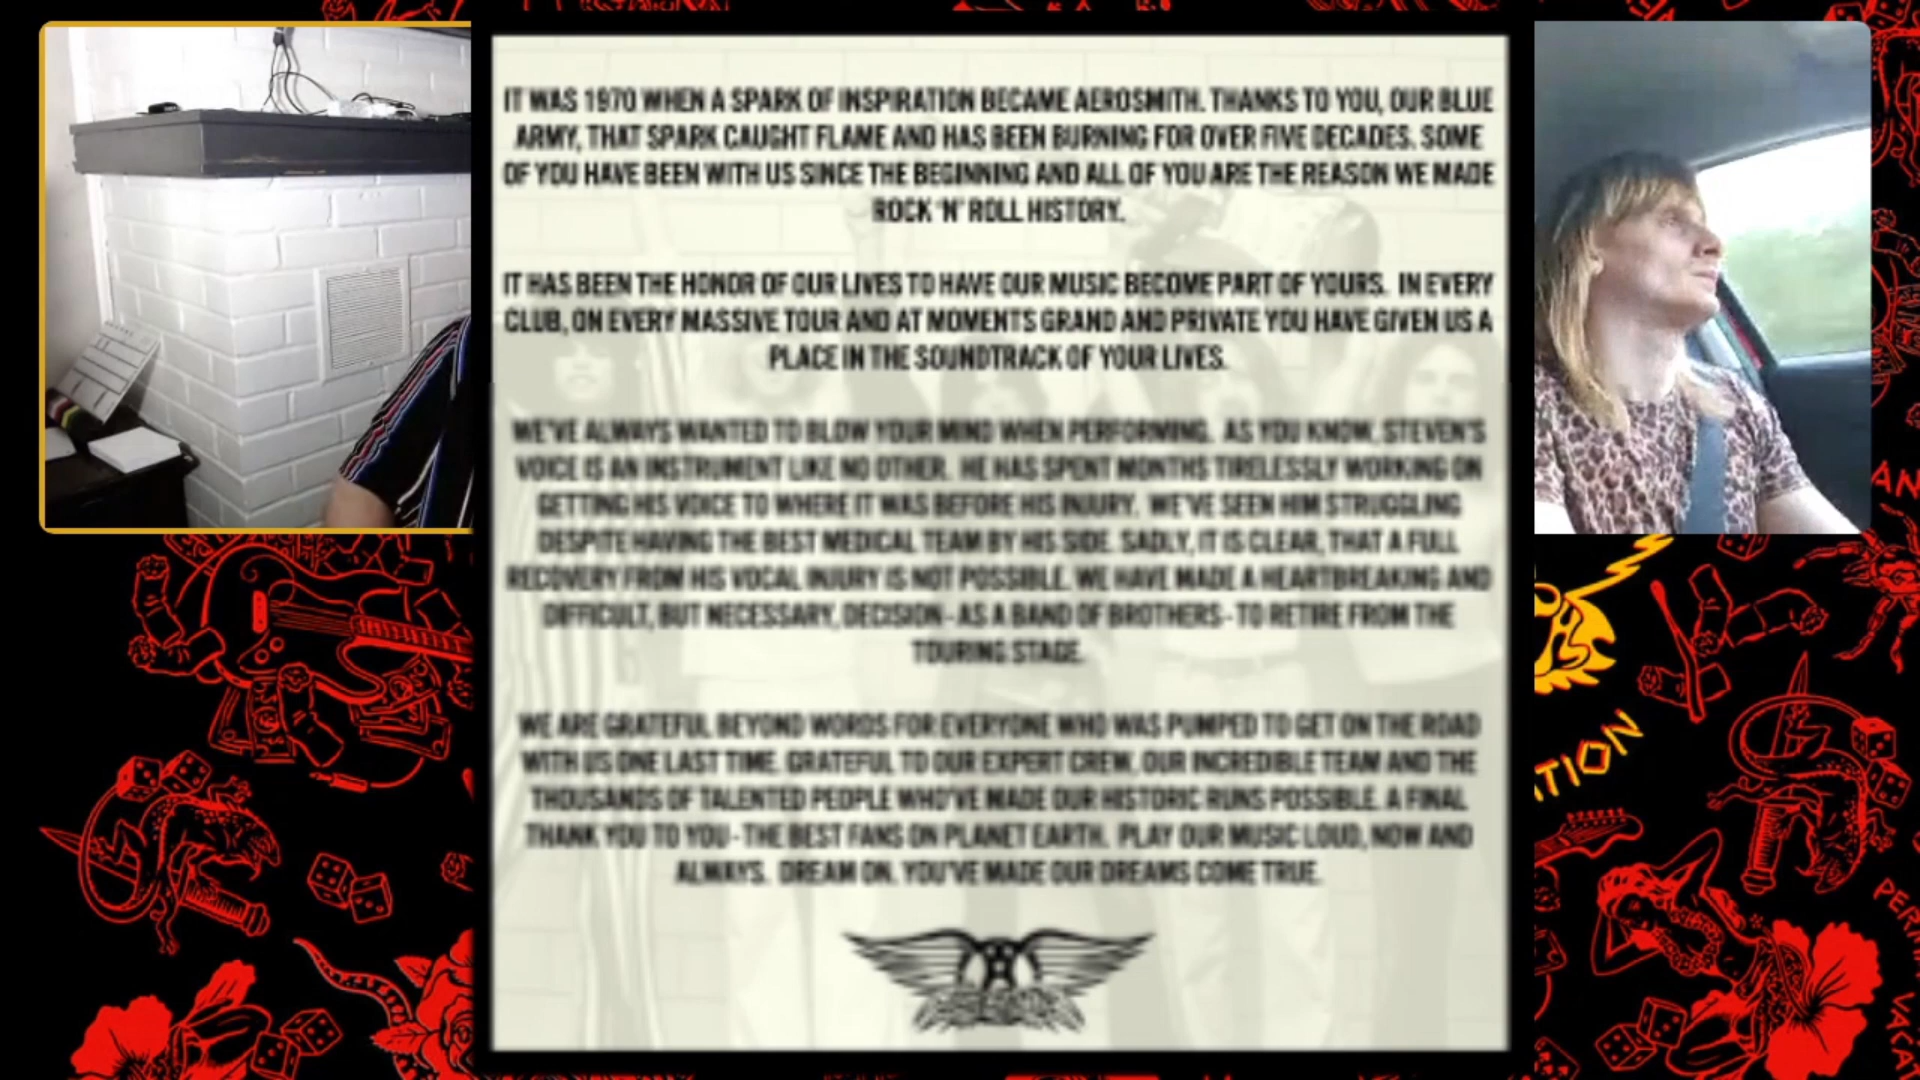 IT WAS 1970 WHEN A SPARK OF INSPIRATION BECAME AEROSMITH. THANKS TO YOU, OUR BLUE
ARMY, THAT SPARK CAUGHT FLAME AND HAS BEEN BURNING FOR OVER FIVE DECADES. SOME
OF YOU HAVE BEEN WITH US SINCE THE BEGINNING AND ALL OF YOU ARE THE REASON WE MADE
ROCK 'N' ROLL HISTORY.
IT HAS BEEN THE HONOR OF OUR LIVES TO HAVE OUR MUSIC BECOME PART OF YOURS. IN EVERY
CLUB, ON EVERY MASSIVE TOUR AND AT MOMENTS GRAND AND PRIVATE YOU HAVE GIVEN US A
PLACE IN THE SOUNDTRACK OF YOUR LIVES.
WE'VE ALWAYS WANTED TO BLOW YOUR MIND WHEN PERFORMING. AS YOU KNOW, STEVEN'S
VOICE IS AN INSTRUMENT LIKE NO OTHER. HE HAS SPENT MONTHS TIRELESSLY WORKING ON
GETTING HIS VOICE TO WHERE IT WAS BEFORE HIS INJURY. WE'VE SEEN HIM STRUGGLING
DESPITE HAVING THE BEST MEDICAL TEAM BY HIS SIDE. SADLY, IT IS CLEAR, THAT A FULL
RECOVERY FROM HIS VOCAL INJURY IS NOT POSSIBLE. WE HAVE MADE A HEARTBREAKING AND
DIFFICULT, BUT NECESSARY, DECISION - AS A BAND OF BROTHERS - TO RETIRE FROM THE
TOURING STAGE.
WE ARE GRATEFUL BEYOND WORDS FOR EVERYONE WHO WAS PUMPED TO GET ON THE ROAD
WITH US ONE LAST TIME. GRATEFUL TO OUR EXPERT CREW, OUR INCREDIBLE TEAM AND THE
THOUSANDS OF TALENTED PEOPLE WHO'VE MADE OUR HISTORIC RUNS POSSIBLE. A FINAL
THANK YOU TO YOU - THE BEST FANS ON PLANET EARTH. PLAY OUR MUSIC LOUD, NOW AND
ALWAYS. DREAM ON. YOU'VE MADE OUR DREAMS COME TRUE.
AN
TION
PERM
VACA